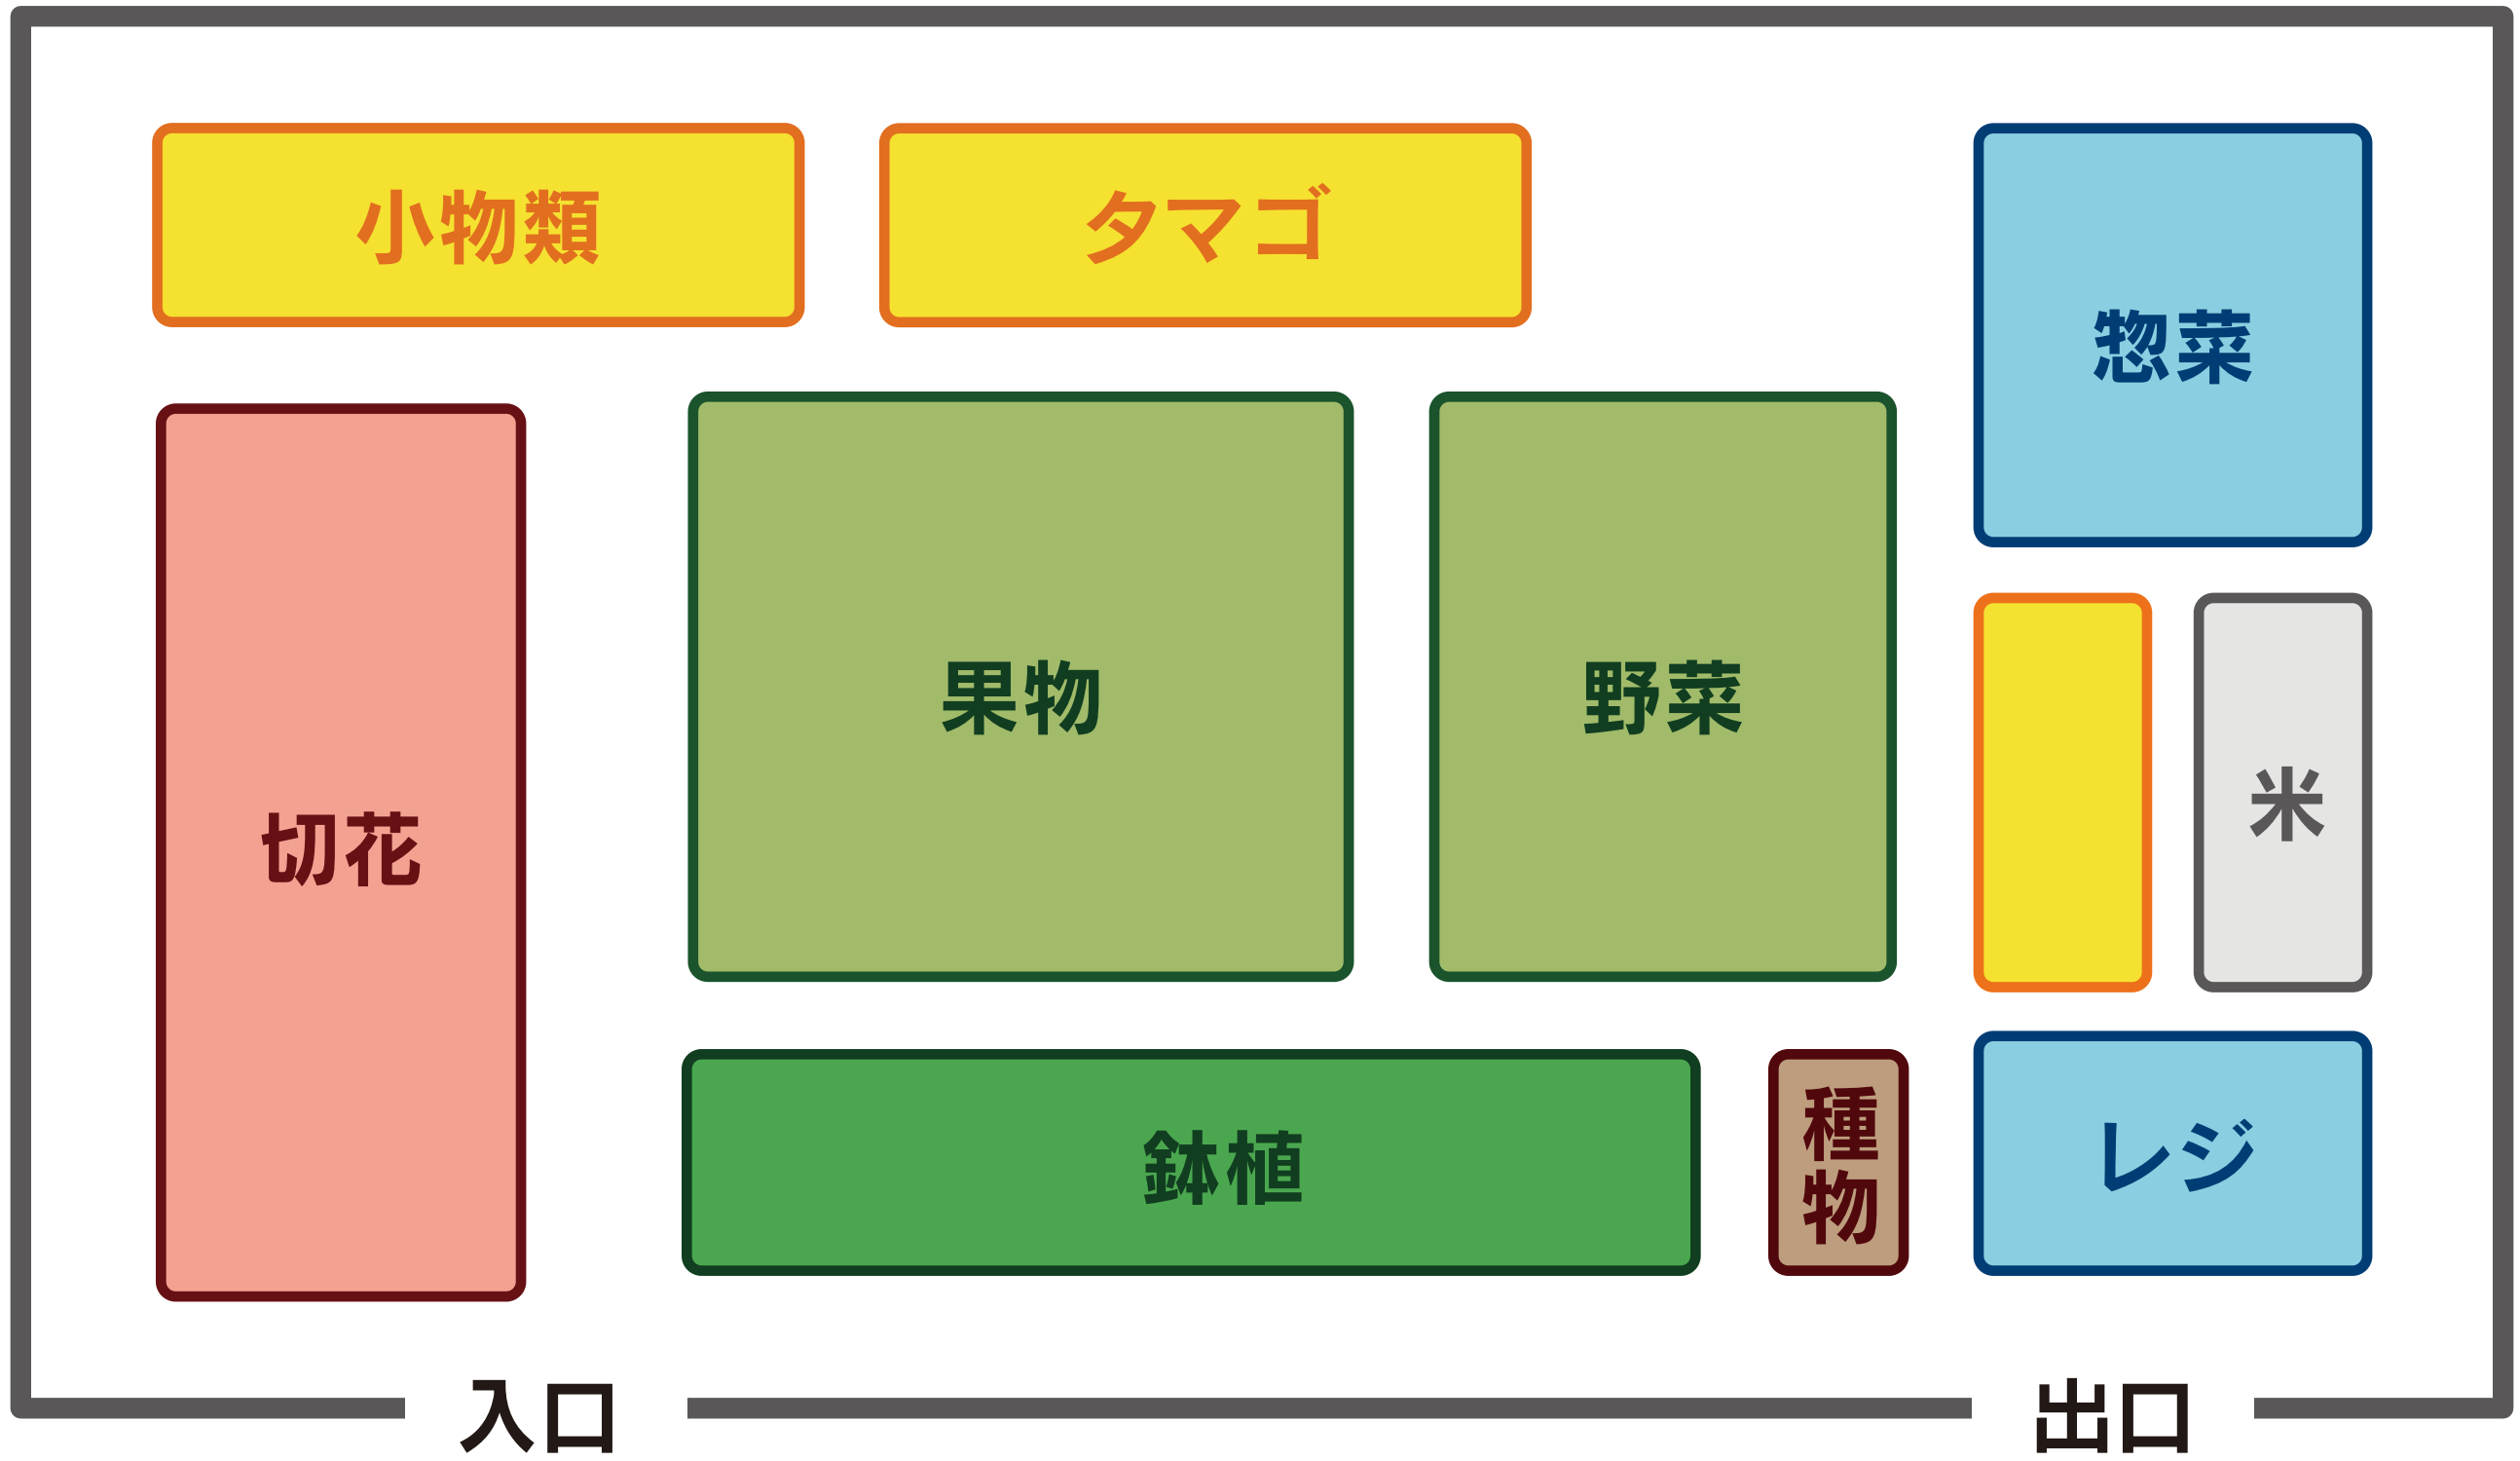 小物類
タマゴ
惣菜
果物
野菜
切花
米
鉢植
種物
レジ
入口
出口